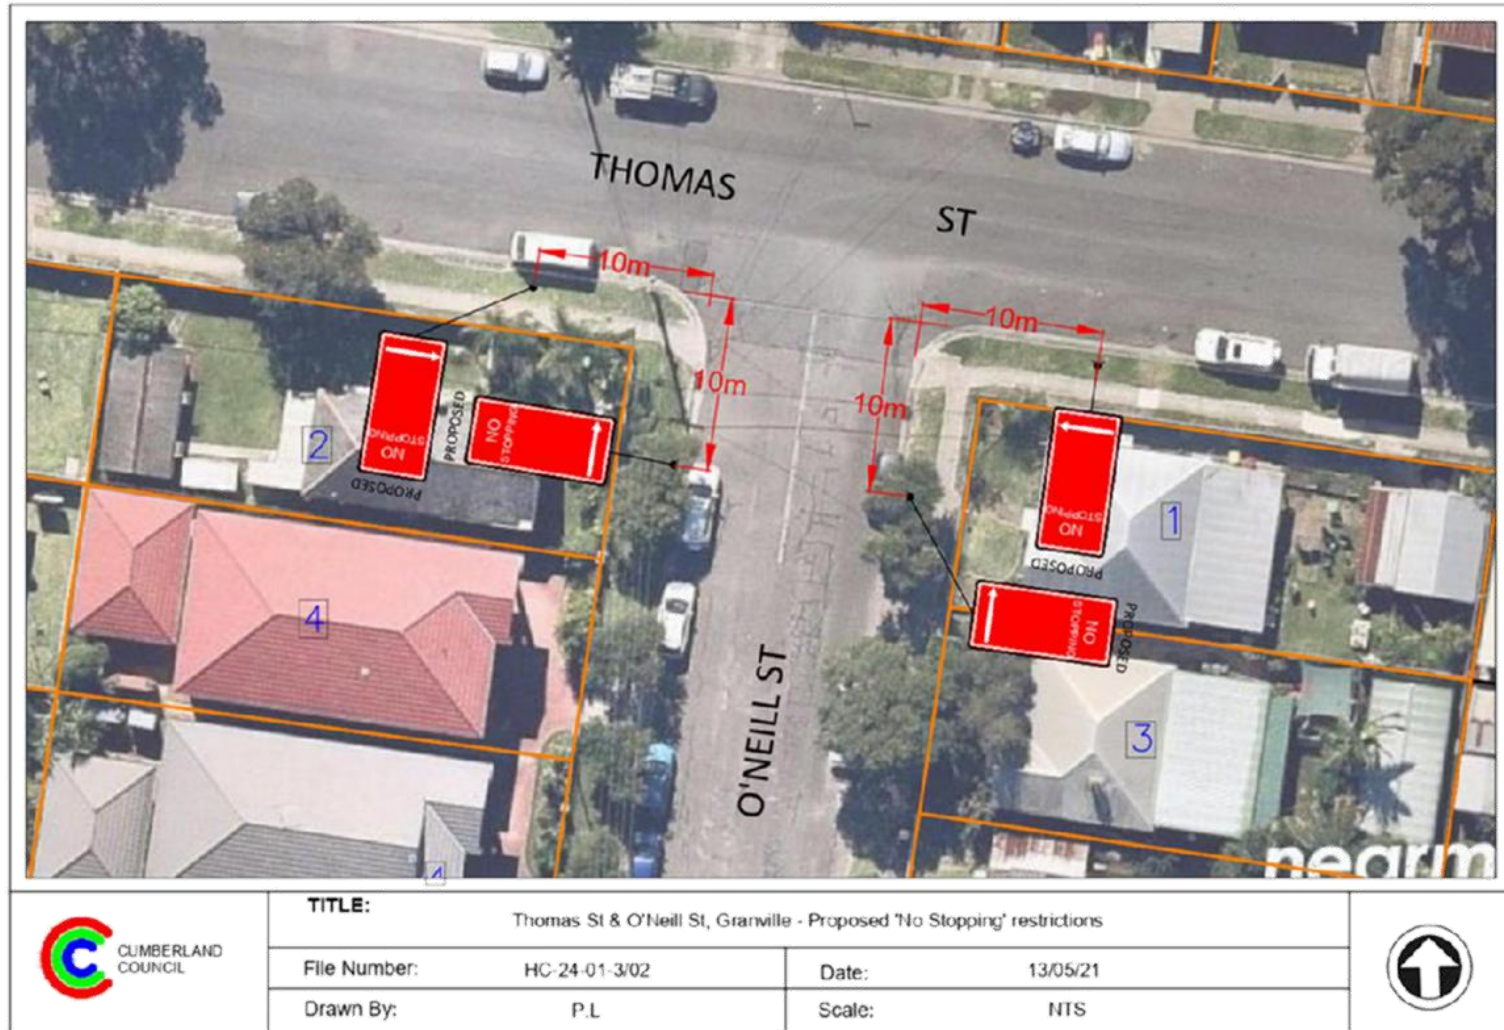 THOMAS
ST
10m
10m
10m
10m
NO
STOPPING
PROPOSED
NO
STOPPING
PROPOSED
NO
STOPPING
PROPOSED
NO
STOPPING
PROPOSED
2
1
4
3
O'NEILL ST
4
nearm
CUMBERLAND
COUNCIL
TITLE:
Thomas St & O'Neill St, Granville - Proposed 'No Stopping' restrictions
File Number: HC-24-01-3/02
Date: 13/05/21
Drawn By: P.L
Scale: NTS